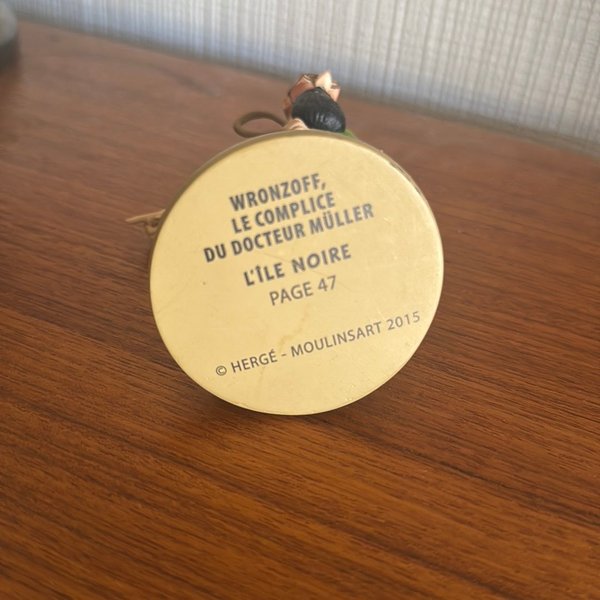 WRONZOFF,
LE COMPLICE
DU DOCTEUR MÜLLER
L'ÎLE NOIRE
PAGE 47
© HERGÉ - MOULINSART 2015